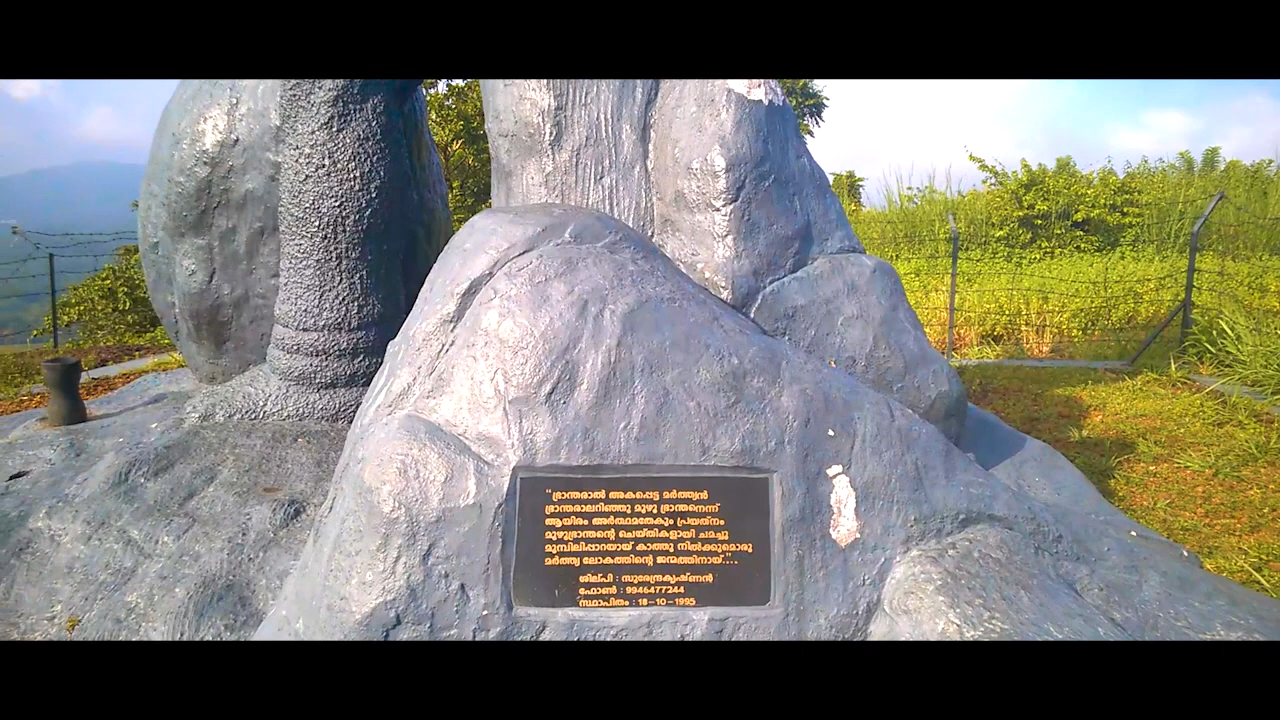 "ഭ്രാന്തരാൽ അകപ്പെട്ട മർത്ത്യൻ
ഭ്രാന്തരാലറിഞ്ഞു മുഴു ഭ്രാന്തനെന്ന്
ആയിരം അർത്ഥമതേകും പ്രയത്നം
മുഴുഭ്രാന്തന്റെ ചെയ്തികളായി ചമച്ചു
മുമ്പിലിപ്പാറയായ് കാത്തു നിൽക്കുമൊരു
മർത്ത്യ ലോകത്തിന്റെ ജന്മത്തിനായ്....".
ശില്പി : സുരേന്ദ്രകൃഷ്ണൻ
ഫോൺ : 9946477244
സ്ഥാപിതം : 18-10-1995